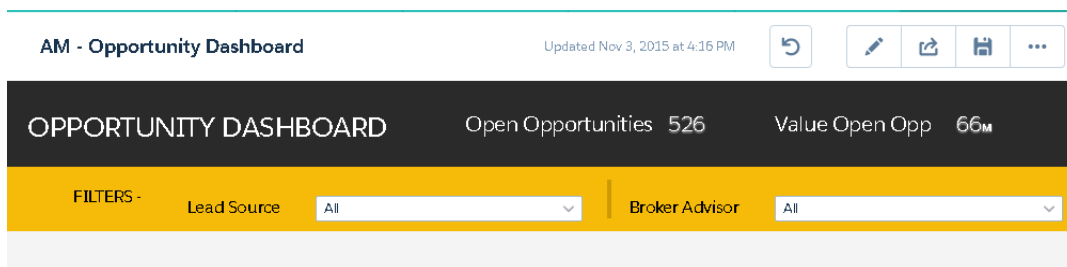 AM - Opportunity Dashboard Updated Nov 3, 2015 at 4:16 PM
OPPORTUNITY DASHBOARD Open Opportunities 526 Value Open Opp 66M
FILTERS - Lead Source All Broker Advisor All